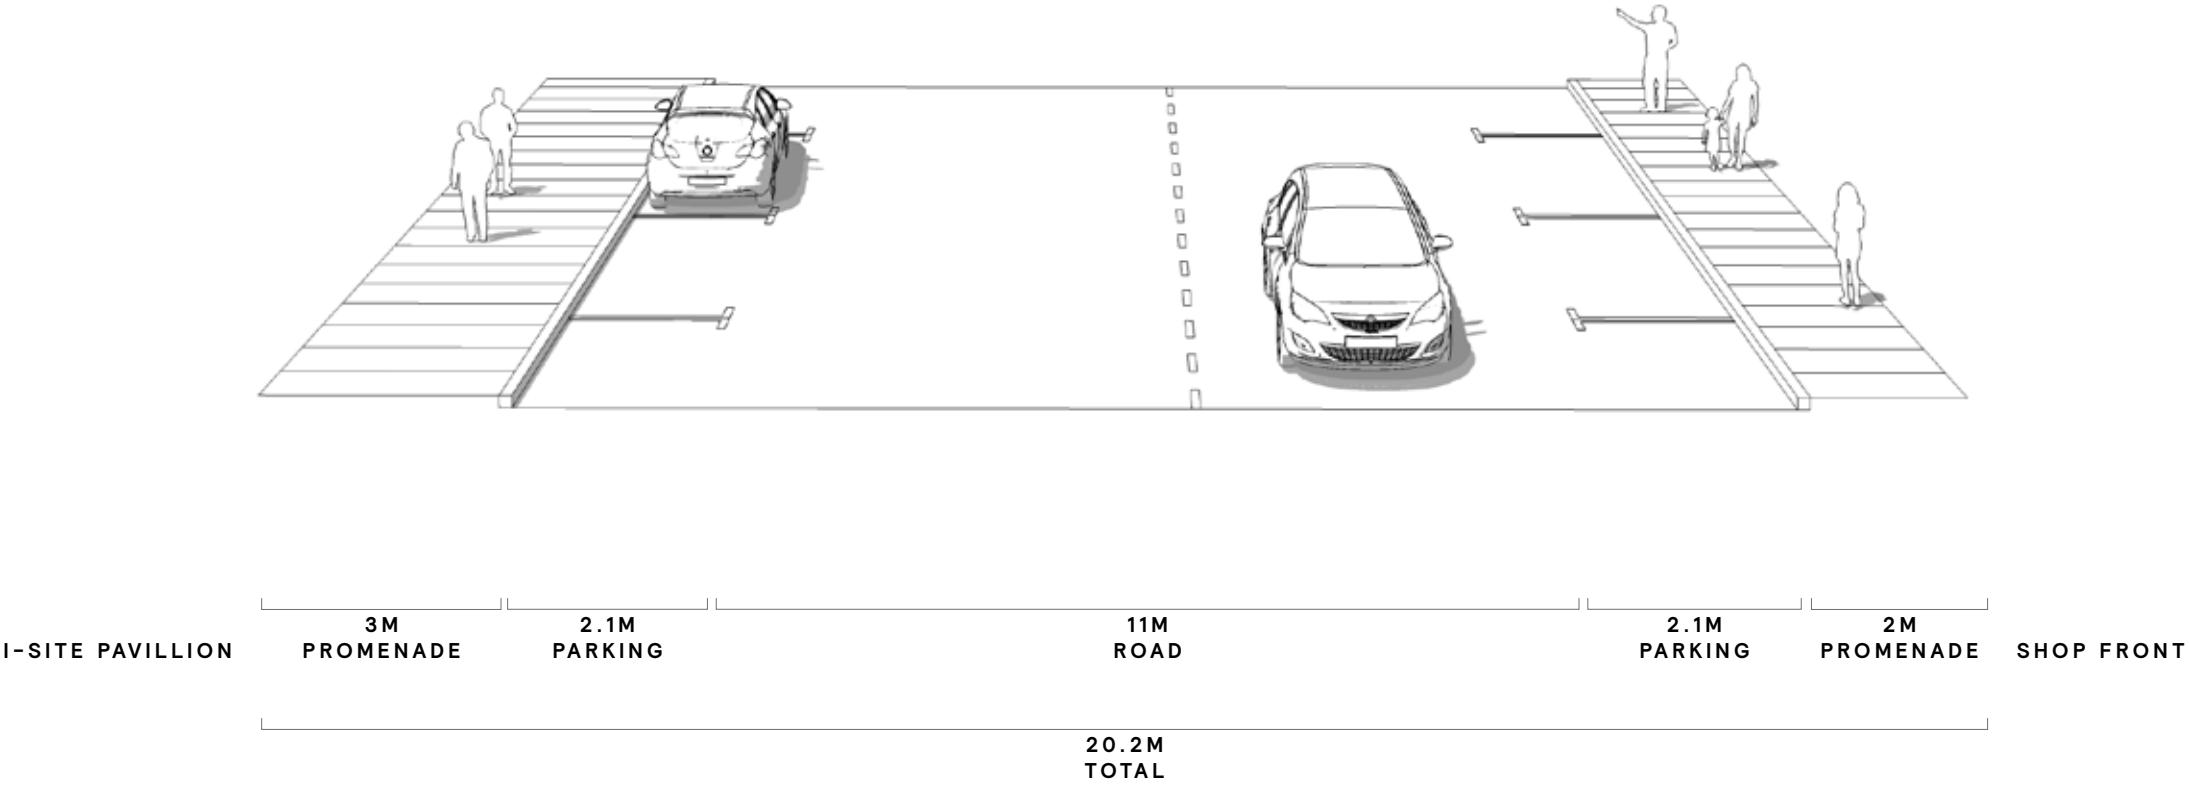 3M
PROMENADE
2.1M
PARKING
11M
ROAD
2.1M
PARKING
2M
PROMENADE
I-SITE PAVILLION
SHOP FRONT
20.2M
TOTAL